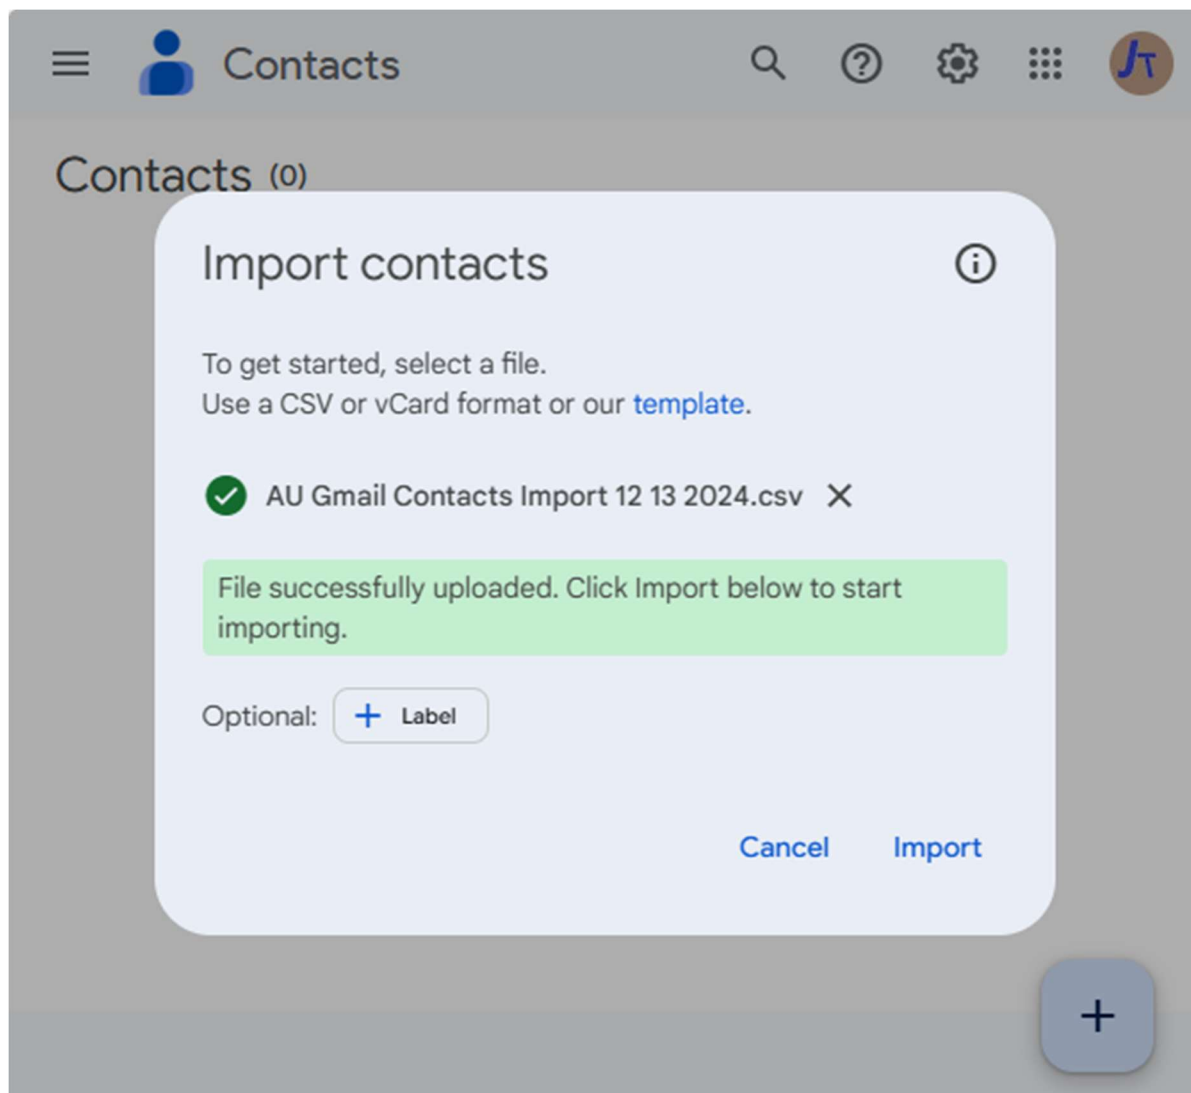 Contacts
JT
Contacts (0)
Import contacts
To get started, select a file.
Use a CSV or vCard format or our template.
AU Gmail Contacts Import 12 13 2024.csv
File successfully uploaded. Click Import below to start
importing.
Optional: + Label
Cancel Import